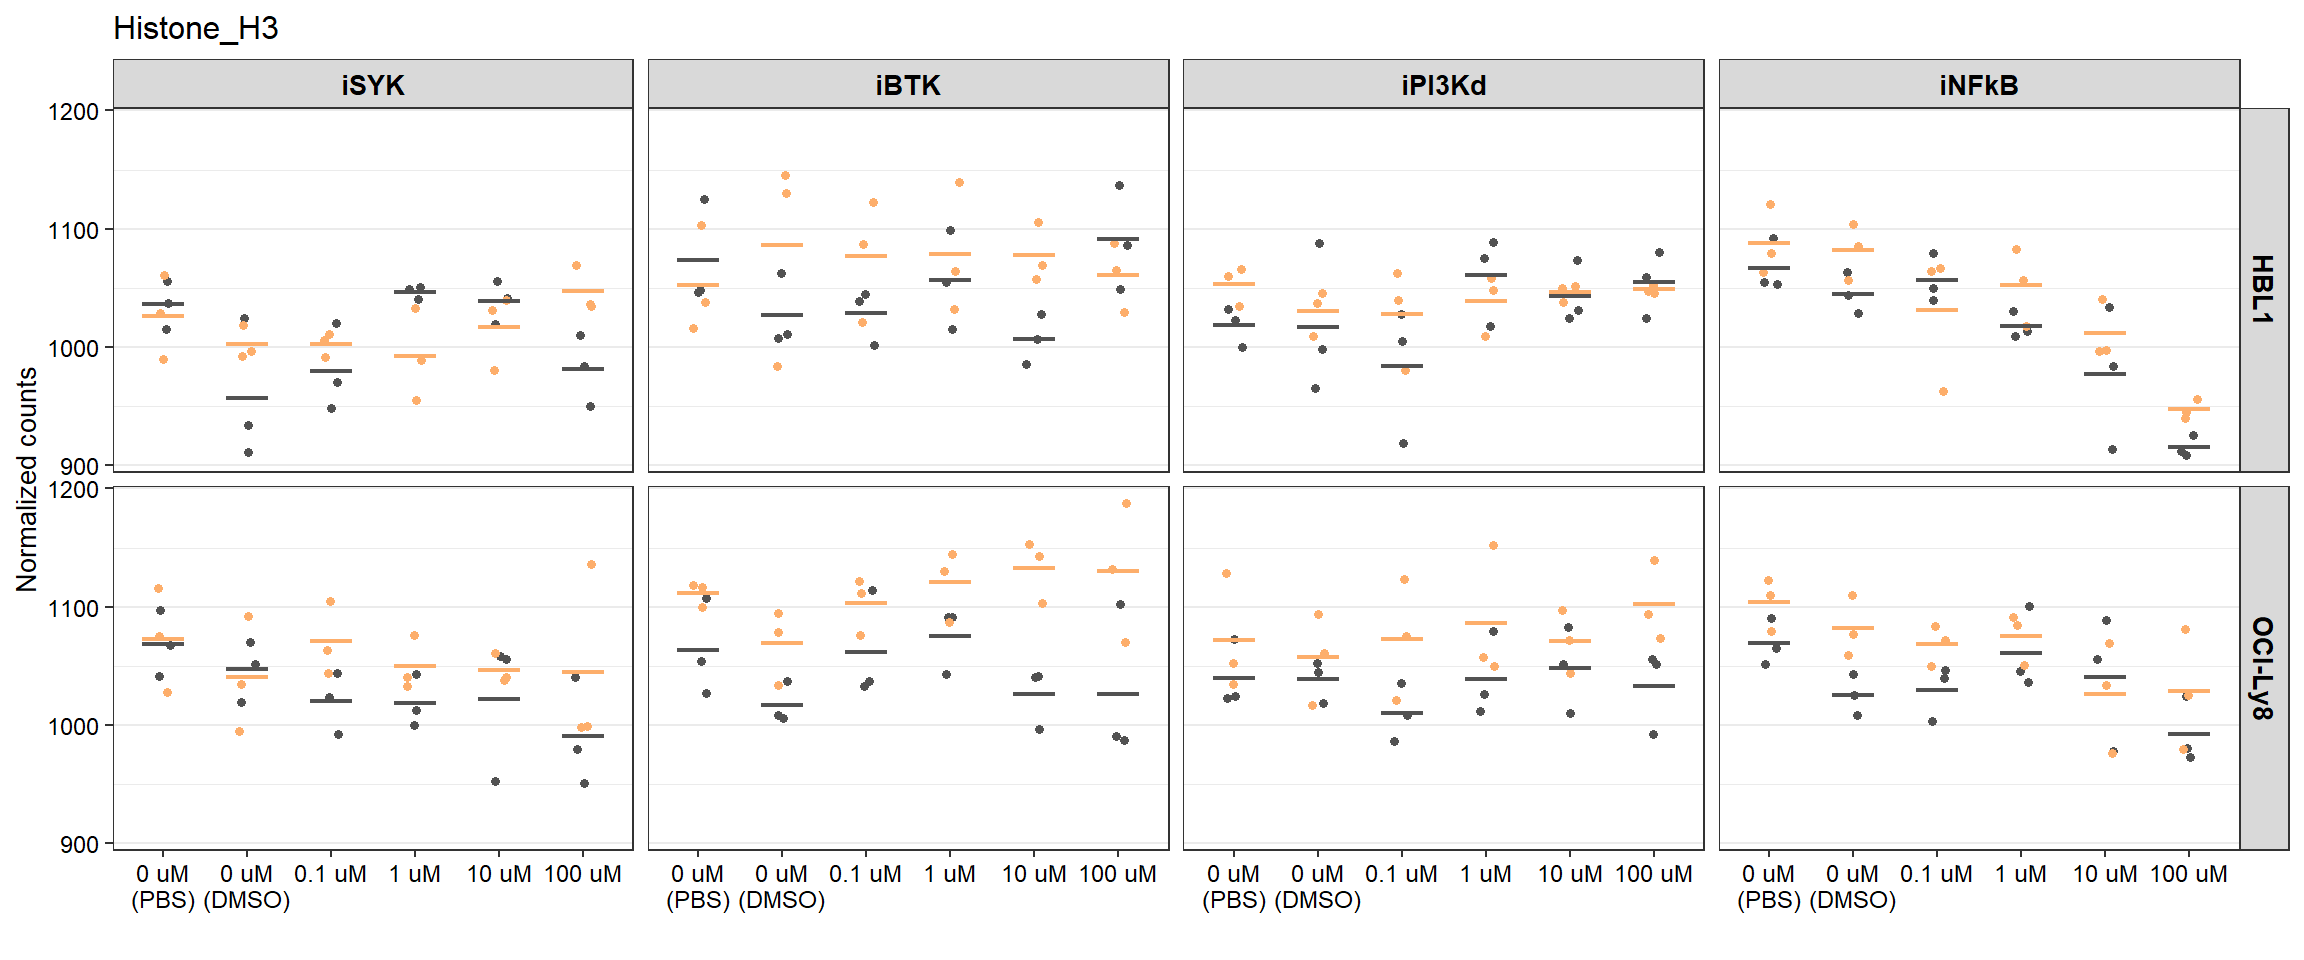 Histone_H3
iSYK iBTK iPI3Kd iNFkB
1200
1100
1000
900
HBL1
Normalized counts
1200
1100
1000
900
OCI-Ly8
0 uM 0 uM 0.1 uM 1 uM 10 uM 100 uM 0 uM 0 uM 0.1 uM 1 uM 10 uM 100 uM 0 uM 0 uM 0.1 uM 1 uM 10 uM 100 uM 0 uM 0 uM 0.1 uM 1 uM 10 uM 100 uM
(PBS) (DMSO) (PBS) (DMSO) (PBS) (DMSO) (PBS) (DMSO)